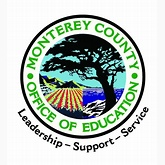 MONTEREY COUNTY
OFFICE OF EDUCATION
Leadership – Support – Service